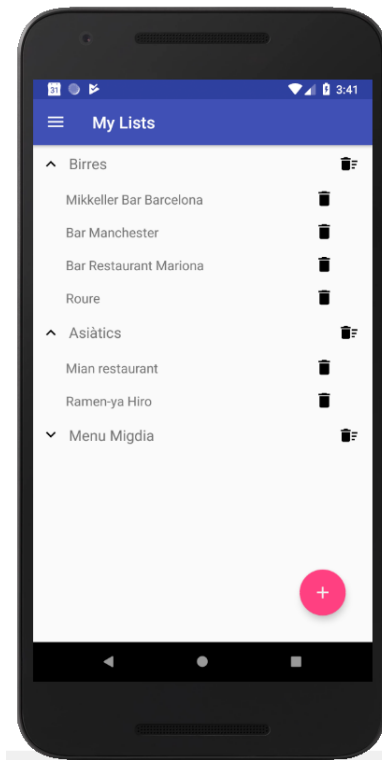 31 3:41
My Lists
Birres
Mikkeller Bar Barcelona
Bar Manchester
Bar Restaurant Mariona
Roure
Asiàtics
Mian restaurant
Ramen-ya Hiro
Menu Migdia